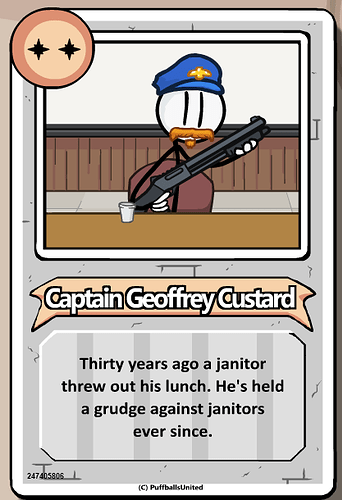 Captain Geoffrey Custard
Thirty years ago a janitor
threw out his lunch. He's held
a grudge against janitors
ever since.
247405806
(C) PuffballsUnited